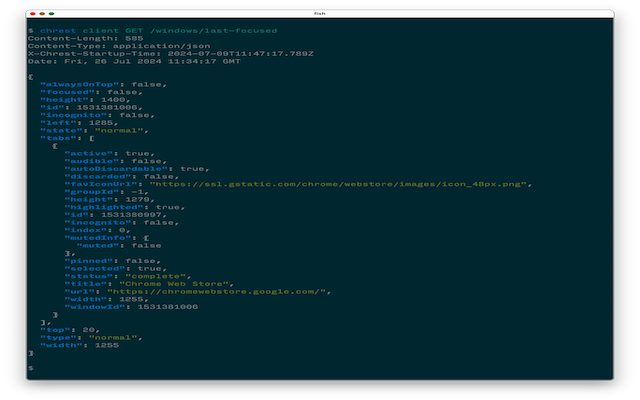 fish
$ chrest client GET /windows/last-focused
Content-Length: 585
Content-Type: application/json
X-Chrest-Startup-Time: 2024-07-09T11:47:17.789Z
Date: Fri, 26 Jul 2024 11:34:17 GMT
{
"alwaysOnTop": false,
"focused": false,
"height": 1400,
"id": 1531381006,
"incognito": false,
"left": 1285,
"state": "normal",
"tabs": [
{
"active": true,
"audible": false,
"autoDiscardable": true,
"discarded": false,
"favIconUrl": "https://ssl.gstatic.com/chrome/webstore/images/icon_48px.png",
"groupId": -1,
"height": 1279,
"highlighted": true,
"id": 1531380997,
"incognito": false,
"index": 0,
"mutedInfo": {
"muted": false
},
"pinned": false,
"selected": true,
"status": "complete",
"title": "Chrome Web Store",
"url": "https://chromewebstore.google.com/",
"width": 1255,
"windowId": 1531381006
}
],
"top": 28,
"type": "normal",
"width": 1255
}
$